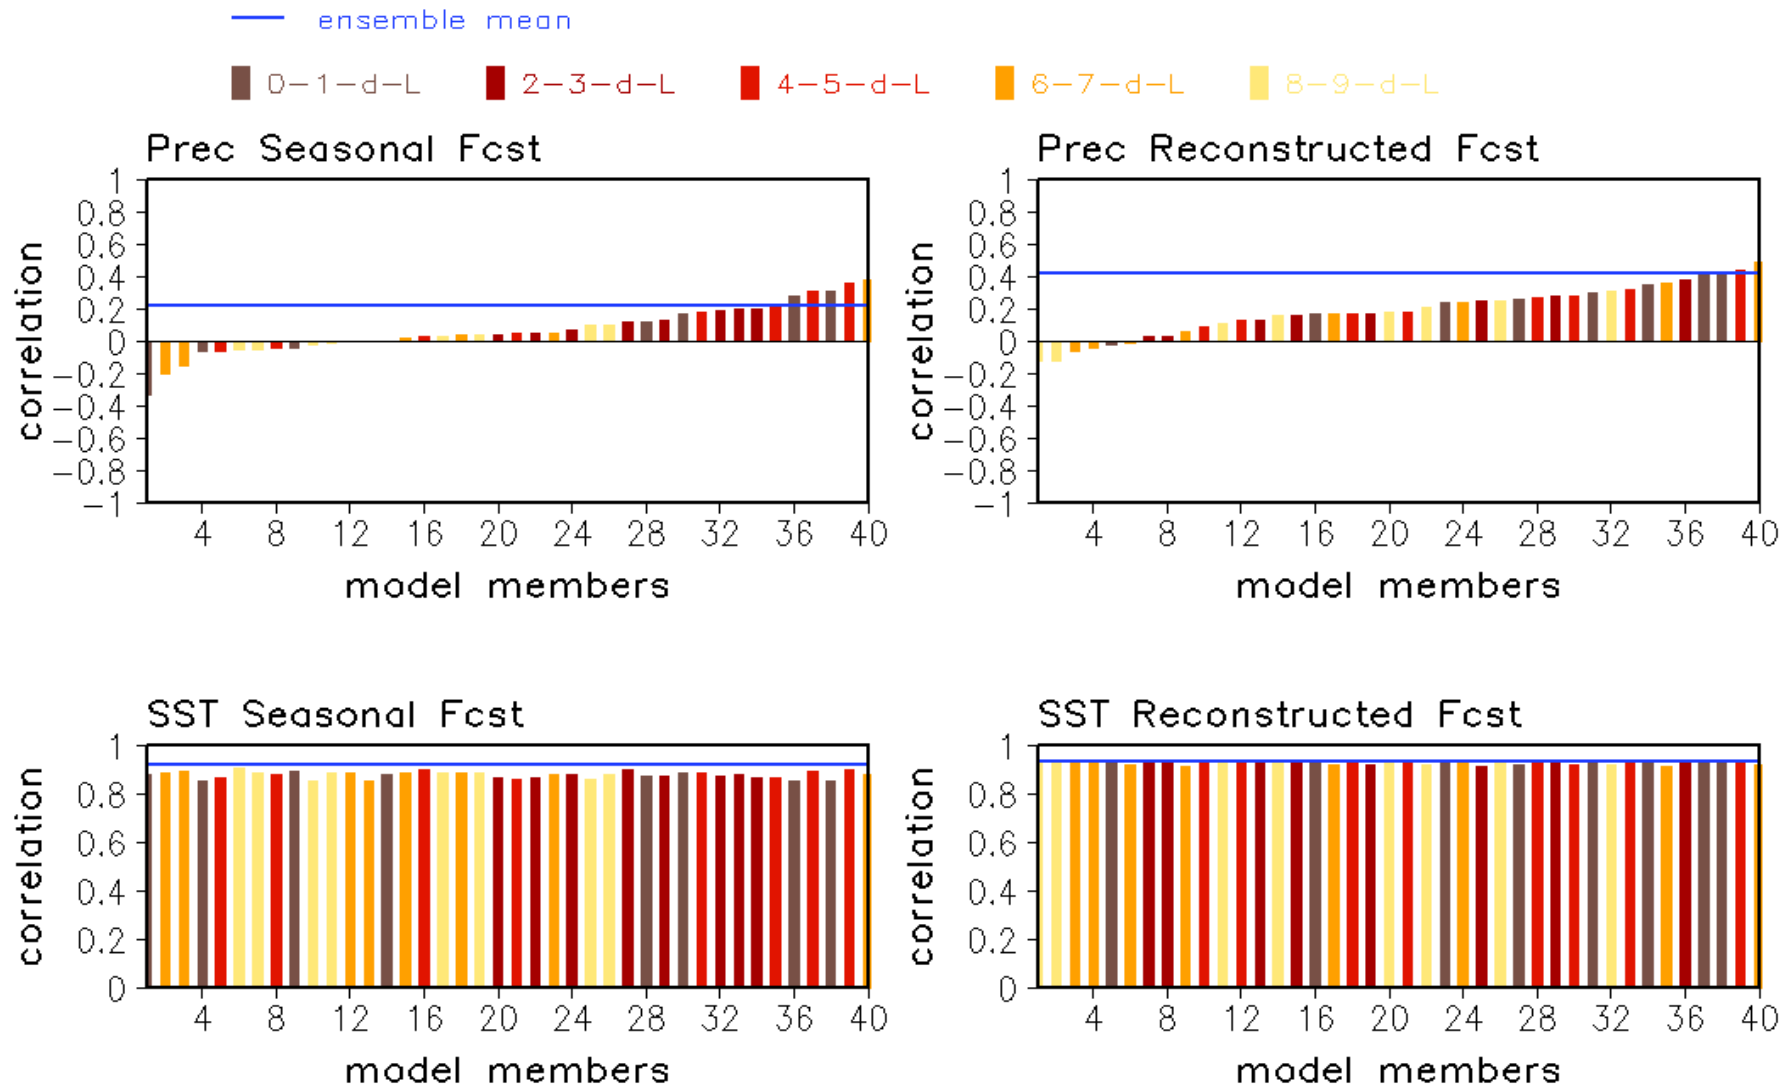 ensemble mean
0-1-d-L 2-3-d-L 4-5-d-L 6-7-d-L 8-9-d-L
Prec Seasonal Fcst
1
0.8
0.6
0.4
0.2
0
-0.2
-0.4
-0.6
-0.8
-1
correlation
4 8 12 16 20 24 28 32 36 40
model members
Prec Reconstructed Fcst
1
0.8
0.6
0.4
0.2
0
-0.2
-0.4
-0.6
-0.8
-1
correlation
4 8 12 16 20 24 28 32 36 40
model members
SST Seasonal Fcst
1
0.8
0.6
0.4
0.2
0
correlation
4 8 12 16 20 24 28 32 36 40
model members
SST Reconstructed Fcst
1
0.8
0.6
0.4
0.2
0
correlation
4 8 12 16 20 24 28 32 36 40
model members